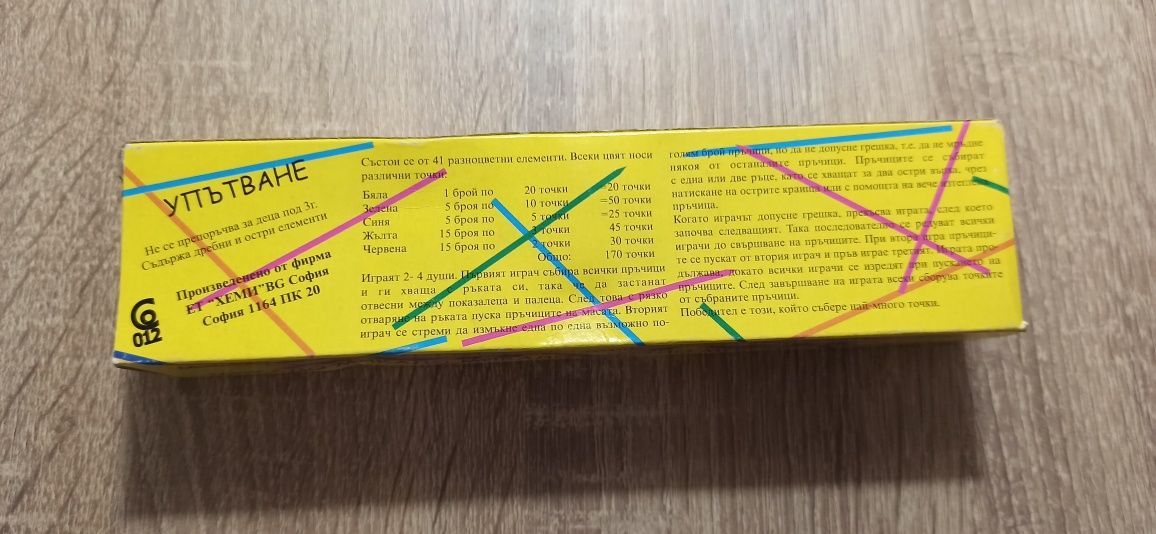 УПЪТВАНЕ
Не се препоръчва за деца под 3г.
Съдържа дребни и остри елементи
Произведенено от фирма
ЕТ "ХЕМП"BG София
София 1164 ПК 20
012
Състои се от 41 разноцветни елементи. Всеки цвят носи
различни точки:
Бяла 1 брой по 20 точки =20 точки
Зелена 5 броя по 10 точки =50 точки
Синя 5 броя по 5 точки =25 точки
Жълта 15 броя по 3 точки 45 точки
Червена 15 броя по 2 точки 30 точки
Общо: 170 точки
Играят 2- 4 души. Първият играч събира всички пръчици
и ги хваща с ръката си, така че да застанат
отвесни между показалеца и палеца. След това с рязко
отваряне на ръката пуска пръчиците на масата. Вторият
играч се стреми да измъкне една по една възможно по-
голям брой пръчици, но да не допусне грешка, т.е. да не мръдне
някоя от останалите пръчици. Пръчиците се събират
с една или две ръце, като се хващат за два остри върха, чрез
натискане на острите краища или с помощта на вече изтеглена
пръчица.
Когато играчът допусне грешка, прекъсва играта, след което
започва следващият. Така последователно се редуват всички
играчи до свършване на пръчиците. При втора игра пръчици-
те се пускат от втория играч и пръв играе третият. Играта про-
дължава, докато всички играчи се изредят при пускането на
пръчиците. След завършване на играта всеки сборува точките
от събраните пръчици.
Победител е този, който събере най-много точки.